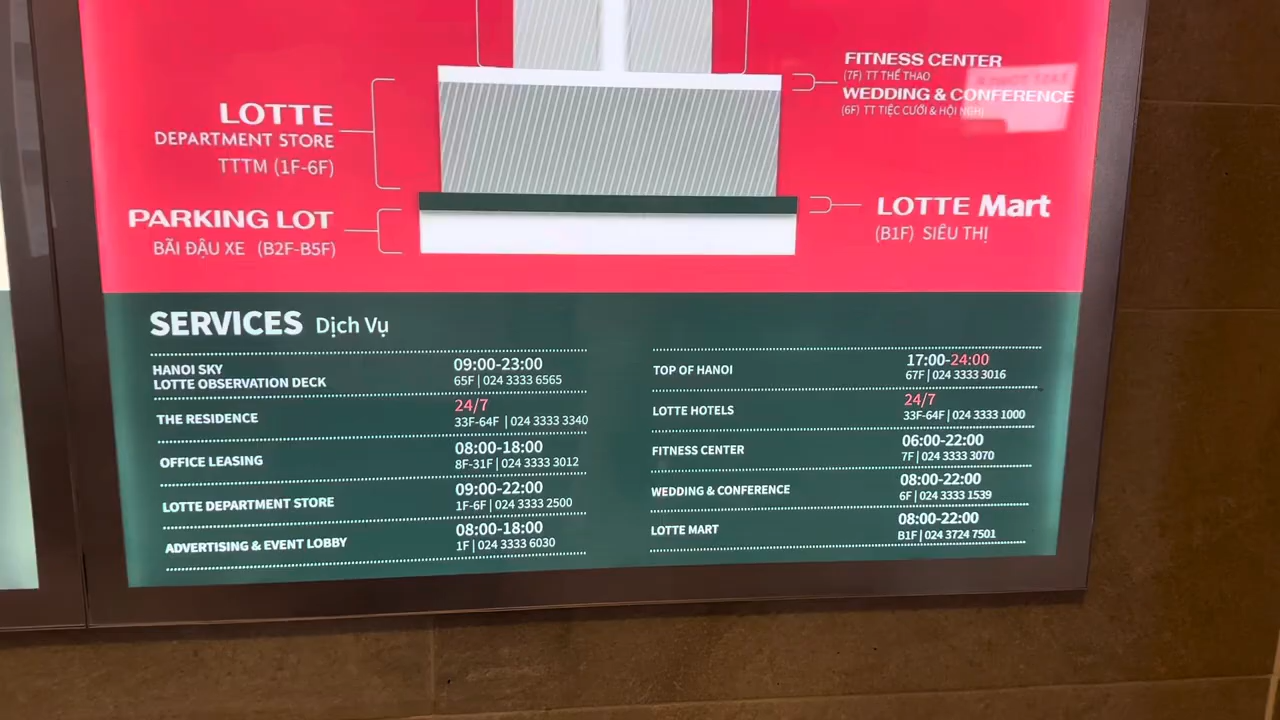 FITNESS CENTER
(7F) TT THỂ THAO
WEDDING & CONFERENCE
(6F) TT TIỆC CƯỚI & HỘI NGHỊ
LOTTE
DEPARTMENT STORE
TTTM (1F-6F)
PARKING LOT
BÃI ĐẬU XE (B2F-B5F)
LOTTE Mart
(B1F) SIÊU THỊ
SERVICES Dịch Vụ
HANOI SKY
LOTTE OBSERVATION DECK
09:00-23:00
65F | 024 3333 6565
THE RESIDENCE
24/7
33F-64F | 024 3333 3340
OFFICE LEASING
08:00-18:00
8F-31F | 024 3333 3012
LOTTE DEPARTMENT STORE
09:00-22:00
1F-6F | 024 3333 2500
ADVERTISING & EVENT LOBBY
08:00-18:00
1F | 024 3333 6030
TOP OF HANOI
17:00-24:00
67F | 024 3333 3016
LOTTE HOTELS
24/7
33F-64F | 024 3333 1000
FITNESS CENTER
06:00-22:00
7F | 024 3333 3070
WEDDING & CONFERENCE
08:00-22:00
6F | 024 3333 1539
LOTTE MART
08:00-22:00
B1F | 024 3724 7501